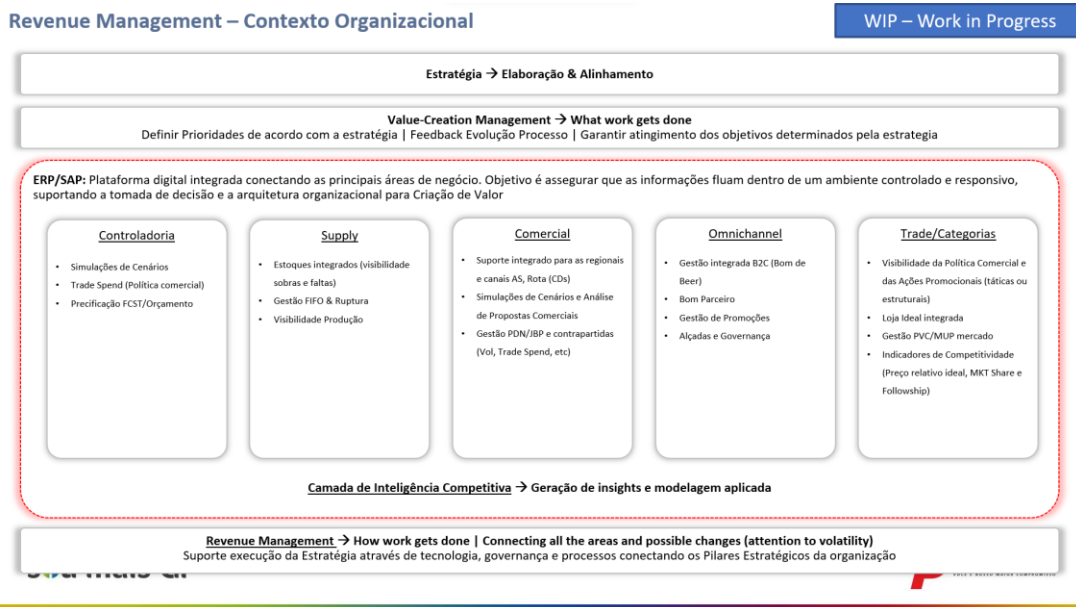 Revenue Management – Contexto Organizacional
WIP – Work in Progress
Estratégia → Elaboração & Alinhamento
Value-Creation Management → What work gets done
Definir Prioridades de acordo com a estratégia | Feedback Evolução Processo | Garantir atingimento dos objetivos determinados pela estrategia
ERP/SAP: Plataforma digital integrada conectando as principais áreas de negócio. Objetivo é assegurar que as informações fluam dentro de um ambiente controlado e responsivo,
suportando a tomada de decisão e a arquitetura organizacional para Criação de Valor
Controladoria
• Simulações de Cenários
• Trade Spend (Política comercial)
• Precificação FCST/Orçamento
Supply
• Estoques integrados (visibilidade
sobras e faltas)
• Gestão FIFO & Ruptura
• Visibilidade Produção
Comercial
• Suporte integrado para as regionais
e canais AS, Rota (CDs)
• Simulações de Cenários e Análise
de Propostas Comerciais
• Gestão PDN/JBP e contrapartidas
(Vol, Trade Spend, etc)
Omnichannel
• Gestão integrada B2C (Bom de
Beer)
• Bom Parceiro
• Gestão de Promoções
• Alçadas e Governança
Trade/Categorias
• Visibilidade da Política Comercial e
das Ações Promocionais (táticas ou
estruturais)
• Loja Ideal integrada
• Gestão PVC/MUP mercado
• Indicadores de Competitividade
(Preço relativo ideal, MKT Share e
Followship)
Camada de Inteligência Competitiva → Geração de insights e modelagem aplicada
Revenue Management → How work gets done | Connecting all the areas and possible changes (attention to volatility)
Suporte execução da Estratégia através de tecnologia, governança e processos conectando os Pilares Estratégicos da organização